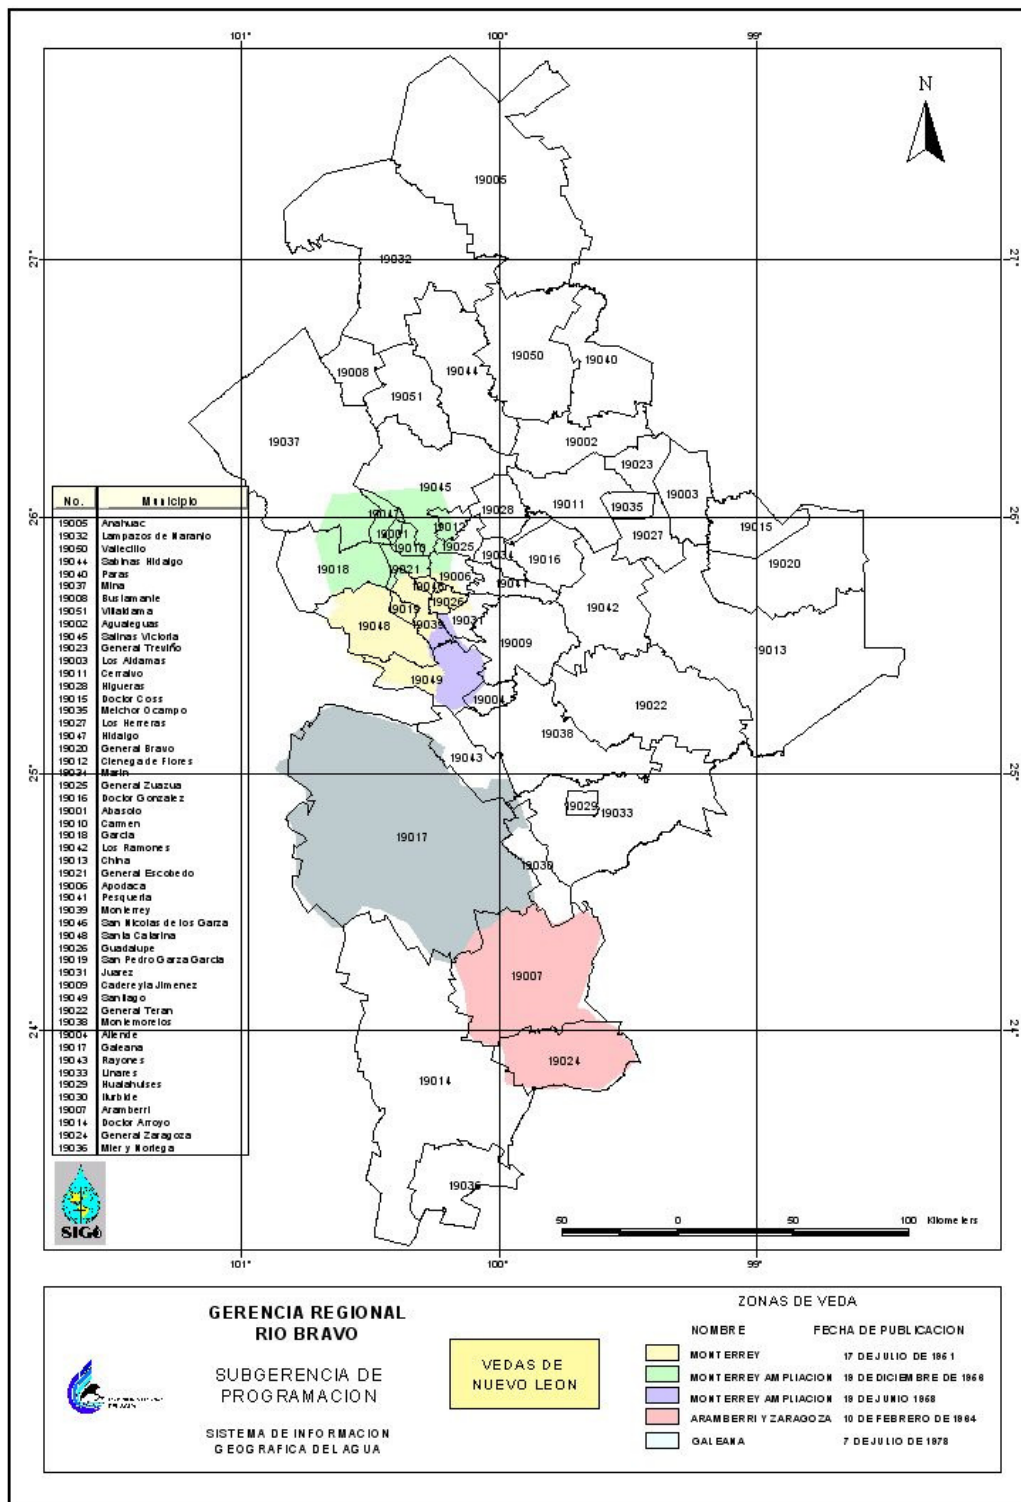 101° 100° 99°
N
19005
27° 19032 27°
19050
19040
19008 19044
19051
19037 19002
19023
19045 19003
19028 19011 19035
26° 19047 19012 19015 26°
19001 19027
19010 19025 19034 19016 19020
19018 19021 19006 19041
19046
19019 19026 19042
19048 19039 19031
19009 19013
19049
19004 19022
19038
19043
25° 25°
19029 19033
19017
19030
19007
24° 24°
19024
19014
19036
No. Municipio
19005 Anahuac
19032 Lampazos de Naranjo
19050 Vallecillo
19044 Sabinas Hidalgo
19040 Paras
19037 Mina
19008 Bustamante
19051 Villaldama
19002 Agualeguas
19045 Salinas Victoria
19023 General Treviño
19003 Los Aldamas
19011 Cerralvo
19028 Higueras
19015 Doctor Coss
19035 Melchor Ocampo
19027 Los Herreras
19047 Hidalgo
19020 General Bravo
19012 Cienega de Flores
19034 Marin
19025 General Zuazua
19016 Doctor Gonzalez
19001 Abasolo
19010 Carmen
19018 Garcia
19042 Los Ramones
19013 China
19021 General Escobedo
19006 Apodaca
19041 Pesqueria
19039 Monterrey
19046 San Nicolas de los Garza
19048 Santa Catarina
19026 Guadalupe
19019 San Pedro Garza Garcia
19031 Juarez
19009 Cadereyta Jimenez
19049 Santiago
19022 General Teran
19038 Montemorelos
19004 Allende
19017 Galeana
19043 Rayones
19033 Linares
19029 Hualahuises
19030 Iturbide
19007 Aramberri
19014 Doctor Arroyo
19024 General Zaragoza
19036 Mier y Noriega
SIGA
50 0 50 100 Kilometers
101° 100° 99°
GERENCIA REGIONAL
RIO BRAVO
SUBGERENCIA DE
PROGRAMACION
SISTEMA DE INFORMACION
GEOGRAFICA DEL AGUA
VEDAS DE
NUEVO LEON
ZONAS DE VEDA
NOMBRE FECHA DE PUBLICACION
MONTERREY 17 DE JULIO DE 1951
MONTERREY AMPLIACION 19 DE DICIEMBRE DE 1956
MONTERREY AMPLIACION 19 DE JUNIO 1958
ARAMBERRI Y ZARAGOZA 10 DE FEBRERO DE 1964
GALEANA 7 DE JULIO DE 1978